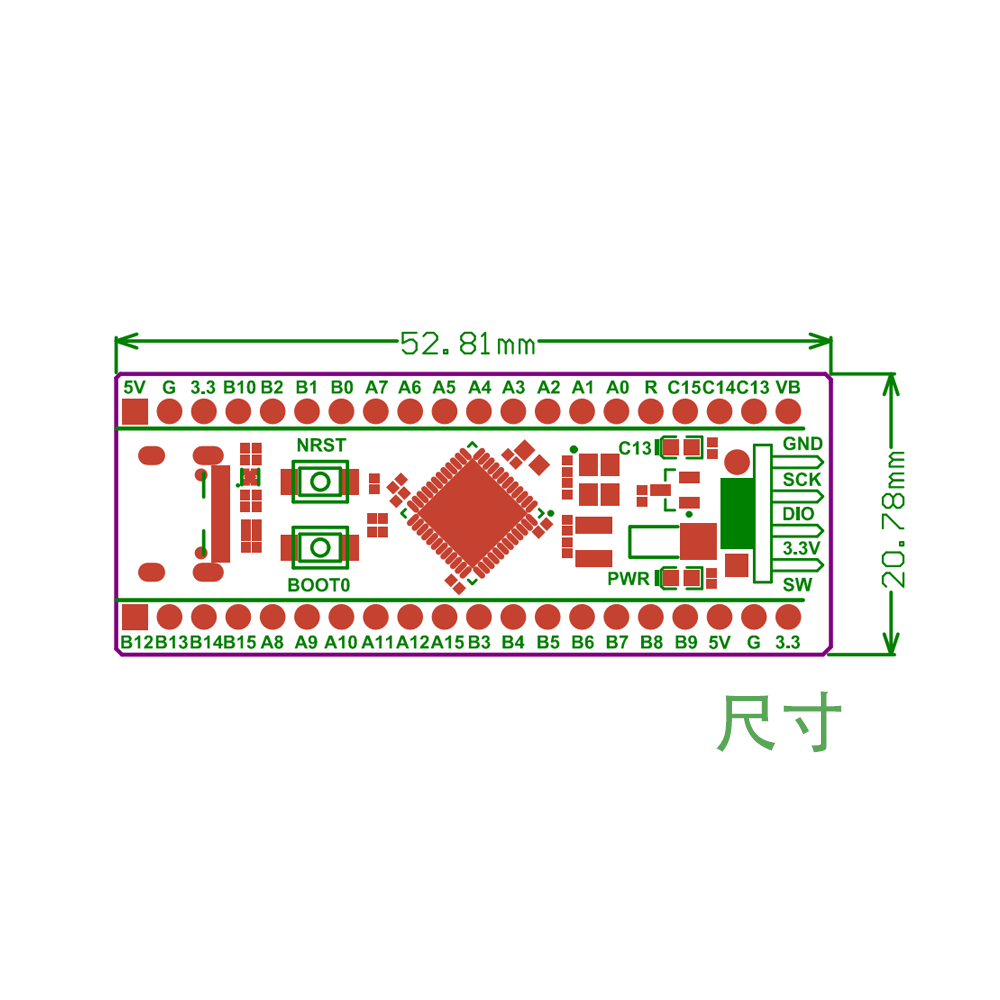 52.81mm
5V G 3.3 B10 B2 B1 B0 A7 A6 A5 A4 A3 A2 A1 A0 R C15 C14 C13 VB
NRST
C13
GND
SCK
DIO
3.3V
SW
BOOT0
PWR
20.78mm
B12 B13 B14 B15 A8 A9 A10 A11 A12 A15 B3 B4 B5 B6 B7 B8 B9 5V G 3.3
尺寸